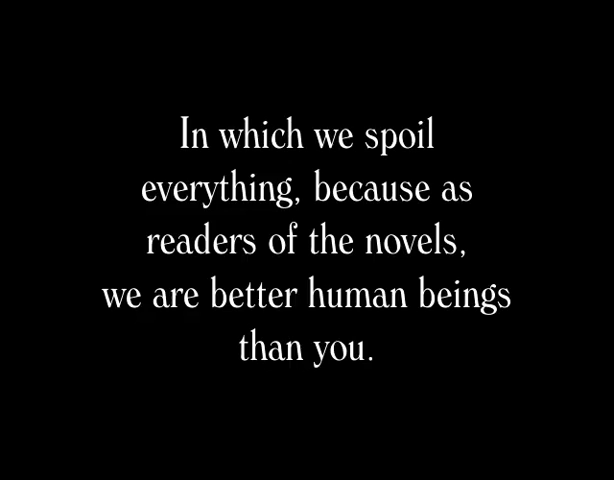 In which we spoil
everything, because as
readers of the novels,
we are better human beings
than you.